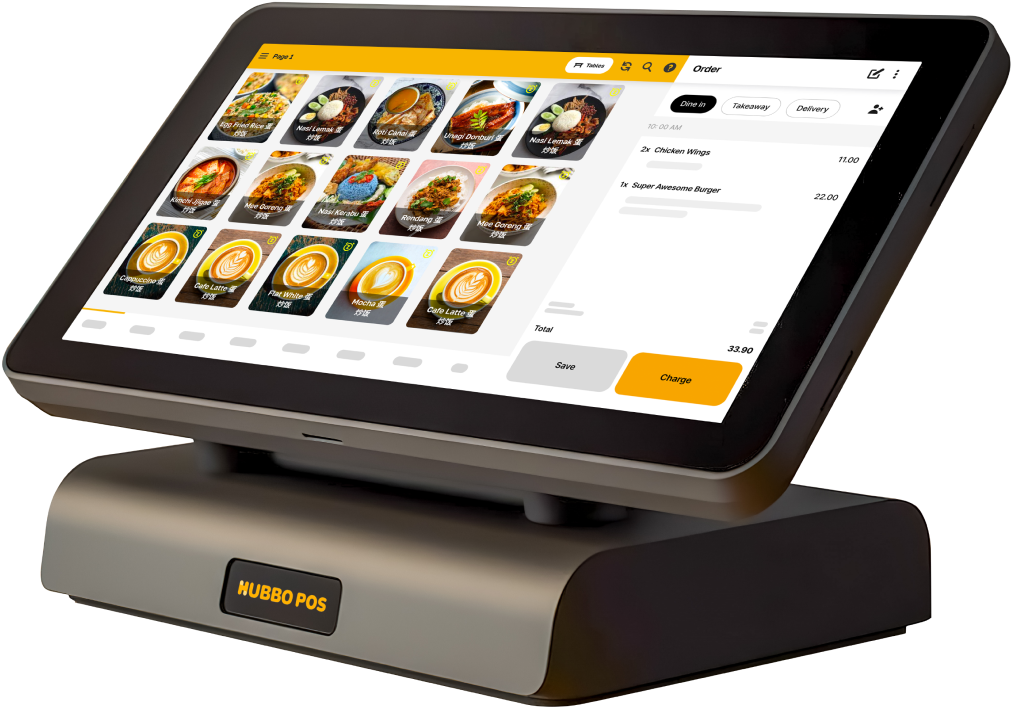 Page 1
Tables
?
Order
Dine in
Takeaway
Delivery
10: 00 AM
2x Chicken Wings
11.00
1x Super Awesome Burger
22.00
Egg Fried Rice 蛋
炒饭
Nasi Lemak 蛋
炒饭
Roti Canai 蛋
炒饭
Unagi Donburi 蛋
炒饭
Nasi Lemak 蛋
炒饭
Kimchi Jjigae 蛋
炒饭
Mee Goreng 蛋
炒饭
Nasi Kerabu 蛋
炒饭
Rendang 蛋
炒饭
Mee Goreng 蛋
炒饭
Cappuccino 蛋
炒饭
Cafe Latte 蛋
炒饭
Flat White 蛋
炒饭
Mocha 蛋
炒饭
Cafe Latte 蛋
炒饭
Total
33.90
Save
Charge
HUBBO POS